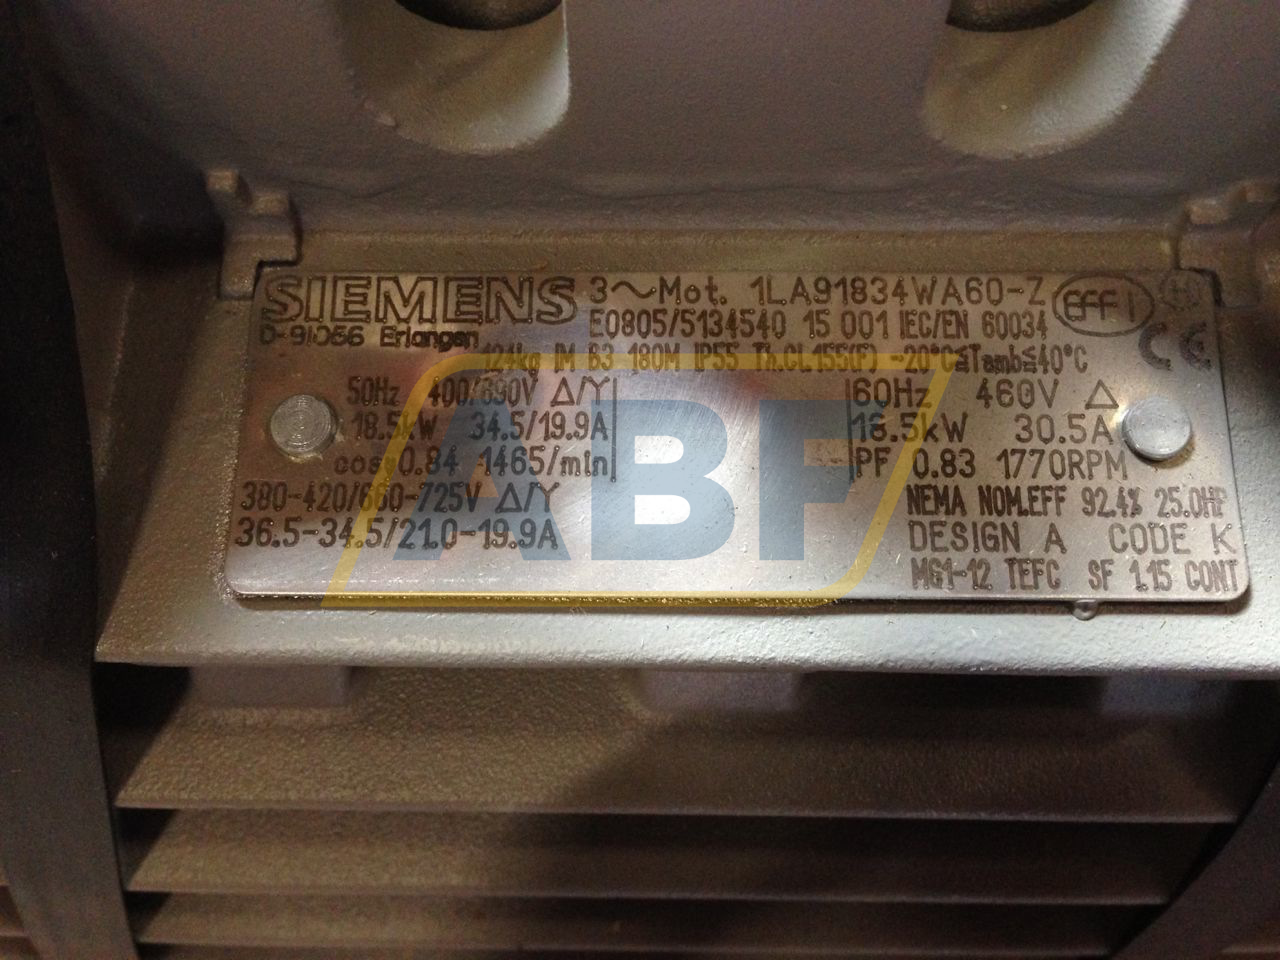 SIEMENS 3~Mot. 1LA91834WA60-Z EFF1
D-91056 Erlangen E0805/5134540 15 001 IEC/EN 60034 CE
124kg IM B3 180M IP55 Th.CL.155(F) -20°C≦Tamb≦40°C
50Hz 400/690V Δ/Y 60Hz 460V Δ
18.5kW 34.5/19.9A 18.5kW 30.5A
cosφ0.84 1465/min PF 0.83 1770RPM
380-420/660-725V Δ/Y NEMA NOM.EFF 92.4% 25.0HP
36.5-34.5/21.0-19.9A DESIGN A CODE K
MG1-12 TEFC SF 1.15 CONT
ABF